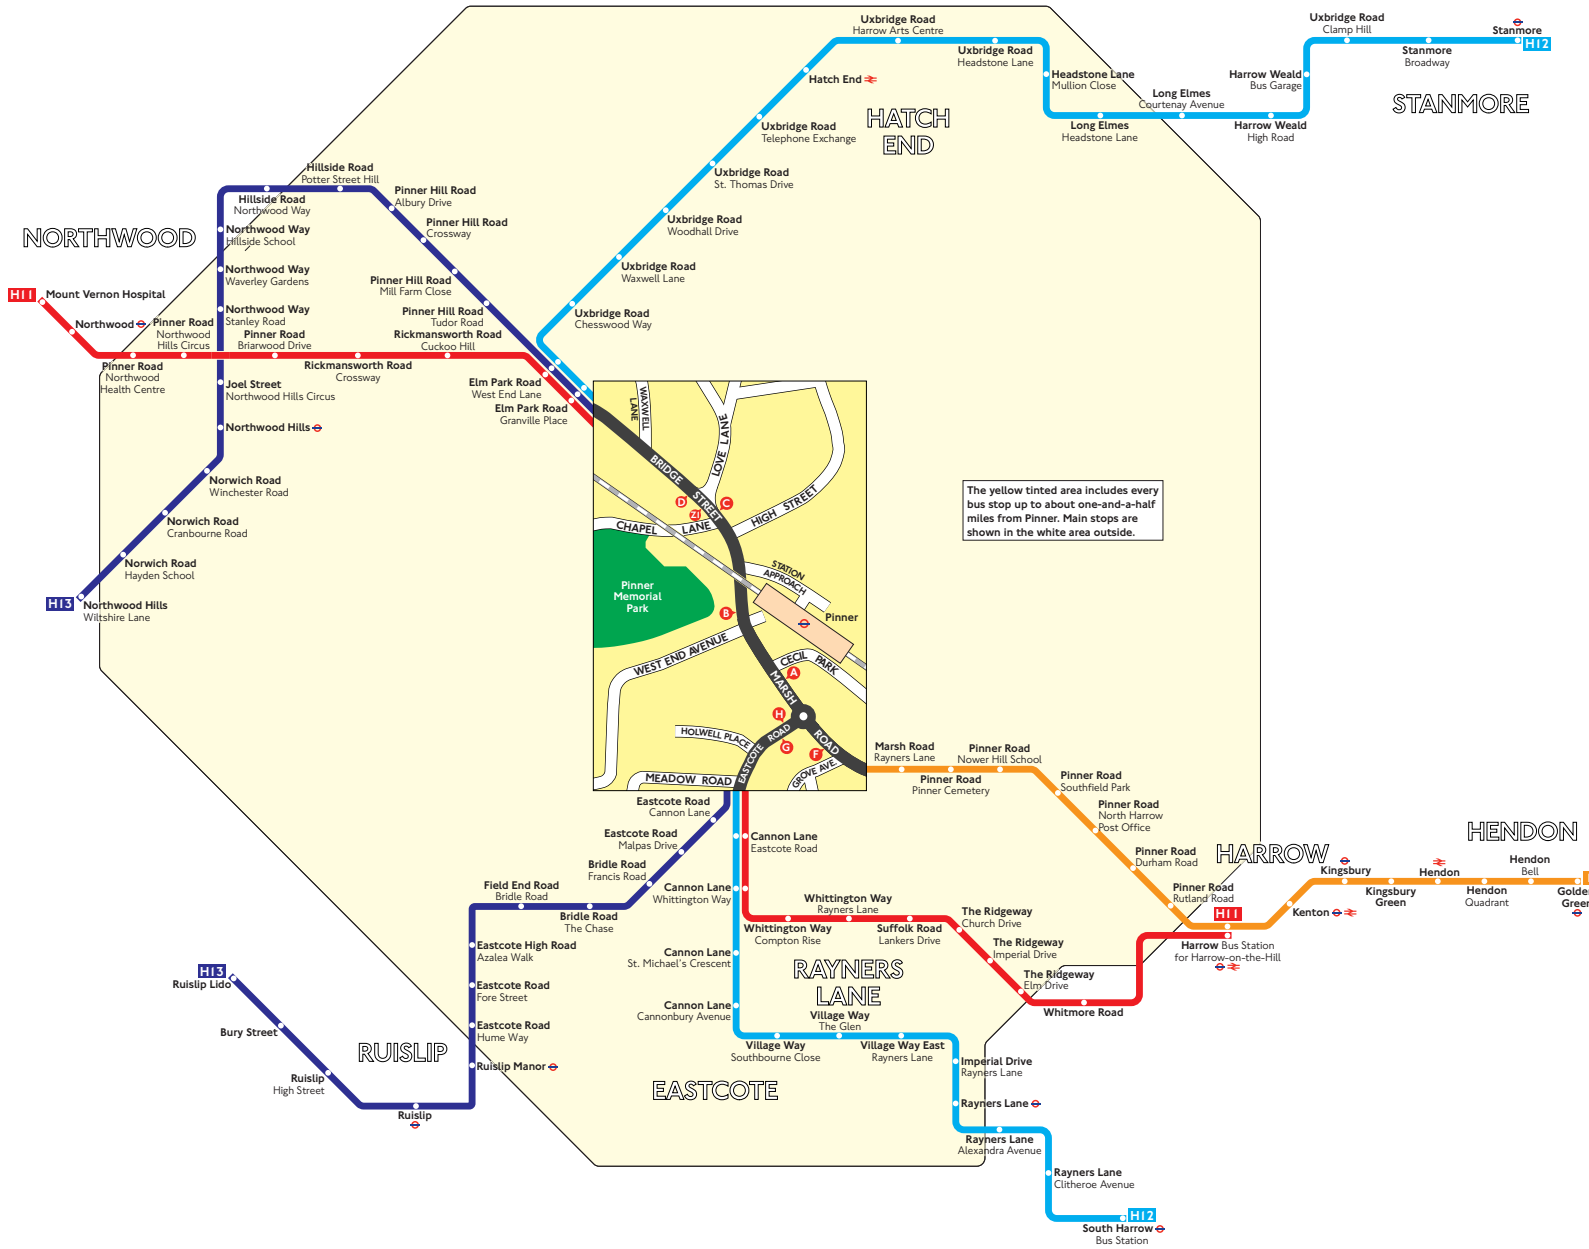 Uxbridge Road
Harrow Arts Centre
Uxbridge Road
Headstone Lane
Uxbridge Road
Clamp Hill
Stanmore
H12
Stanmore
Broadway
Hatch End
Headstone Lane
Mullion Close
Harrow Weald
Bus Garage
Long Elmes
Courtenay Avenue
STANMORE
Uxbridge Road
Telephone Exchange
HATCH
END
Long Elmes
Headstone Lane
Harrow Weald
High Road
Uxbridge Road
St. Thomas Drive
Uxbridge Road
Woodhall Drive
Uxbridge Road
Waxwell Lane
Uxbridge Road
Chesswood Way
Hillside Road
Potter Street Hill
Hillside Road
Northwood Way
Pinner Hill Road
Albury Drive
Pinner Hill Road
Crossway
Pinner Hill Road
Mill Farm Close
Pinner Hill Road
Tudor Road
NORTHWOOD
Northwood Way
Hillside School
Northwood Way
Waverley Gardens
Northwood Way
Stanley Road
H11
Mount Vernon Hospital
Northwood
Pinner Road
Northwood
Hills Circus
Pinner Road
Briarwood Drive
Rickmansworth Road
Cuckoo Hill
Pinner Road
Northwood
Health Centre
Rickmansworth Road
Crossway
Elm Park Road
West End Lane
Elm Park Road
Granville Place
Joel Street
Northwood Hills Circus
Northwood Hills
Norwich Road
Winchester Road
Norwich Road
Cranbourne Road
Norwich Road
Hayden School
H13
Northwood Hills
Wiltshire Lane
WAXWELL
LANE
LOVE LANE
BRIDGE
STREET
HIGH STREET
D
Z1
C
CHAPEL LANE
STATION
APPROACH
Pinner
Memorial
Park
B
Pinner
WEST END AVENUE
CECIL PARK
A
MARSH
ROAD
H
G
F
HOLWELL PLACE
EASTCOTE ROAD
MEADOW ROAD
GROVE AVE.
The yellow tinted area includes every
bus stop up to about one-and-a-half
miles from Pinner. Main stops are
shown in the white area outside.
Marsh Road
Rayners Lane
Pinner Road
Nower Hill School
Pinner Road
Pinner Cemetery
Pinner Road
Southfield Park
Pinner Road
North Harrow
Post Office
Pinner Road
Durham Road
Pinner Road
Rutland Road
HARROW
HENDON
Kingsbury
Hendon
Hendon
Bell
Kingsbury
Green
Hendon
Quadrant
Golders
Green
Kenton
H11
Harrow Bus Station
for Harrow-on-the-Hill
Eastcote Road
Cannon Lane
Eastcote Road
Malpas Drive
Bridle Road
Francis Road
Field End Road
Bridle Road
Bridle Road
The Chase
Cannon Lane
Eastcote Road
Cannon Lane
Whittington Way
Whittington Way
Rayners Lane
Whittington Way
Compton Rise
Suffolk Road
Lankers Drive
The Ridgeway
Church Drive
The Ridgeway
Imperial Drive
The Ridgeway
Elm Drive
Whitmore Road
Eastcote High Road
Azalea Walk
Eastcote Road
Fore Street
Eastcote Road
Hume Way
Ruislip Manor
H13
Ruislip Lido
Bury Street
RUISLIP
Ruislip
High Street
Ruislip
Cannon Lane
St. Michael's Crescent
Cannon Lane
Cannonbury Avenue
RAYNERS
LANE
Village Way
The Glen
Village Way
Southbourne Close
Village Way East
Rayners Lane
EASTCOTE
Imperial Drive
Rayners Lane
Rayners Lane
Rayners Lane
Alexandra Avenue
Rayners Lane
Clitheroe Avenue
H12
South Harrow
Bus Station